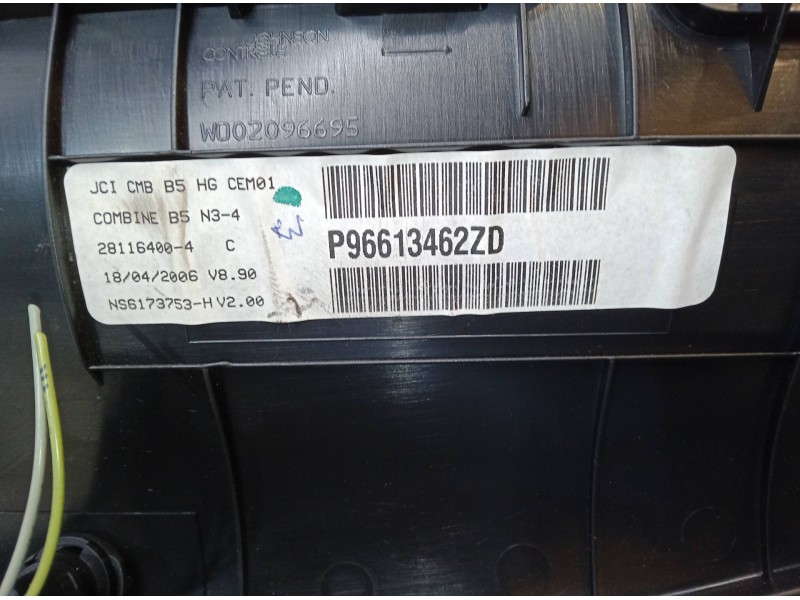 JOHNSON
CONTROLS
PAT. PEND.
WO02096695
JCI CMB B5 HG CEM01
COMBINE B5 N3-4
28116400-4 C
18/04/2006 V8.90
NS6173753-H V2.00
P96613462ZD